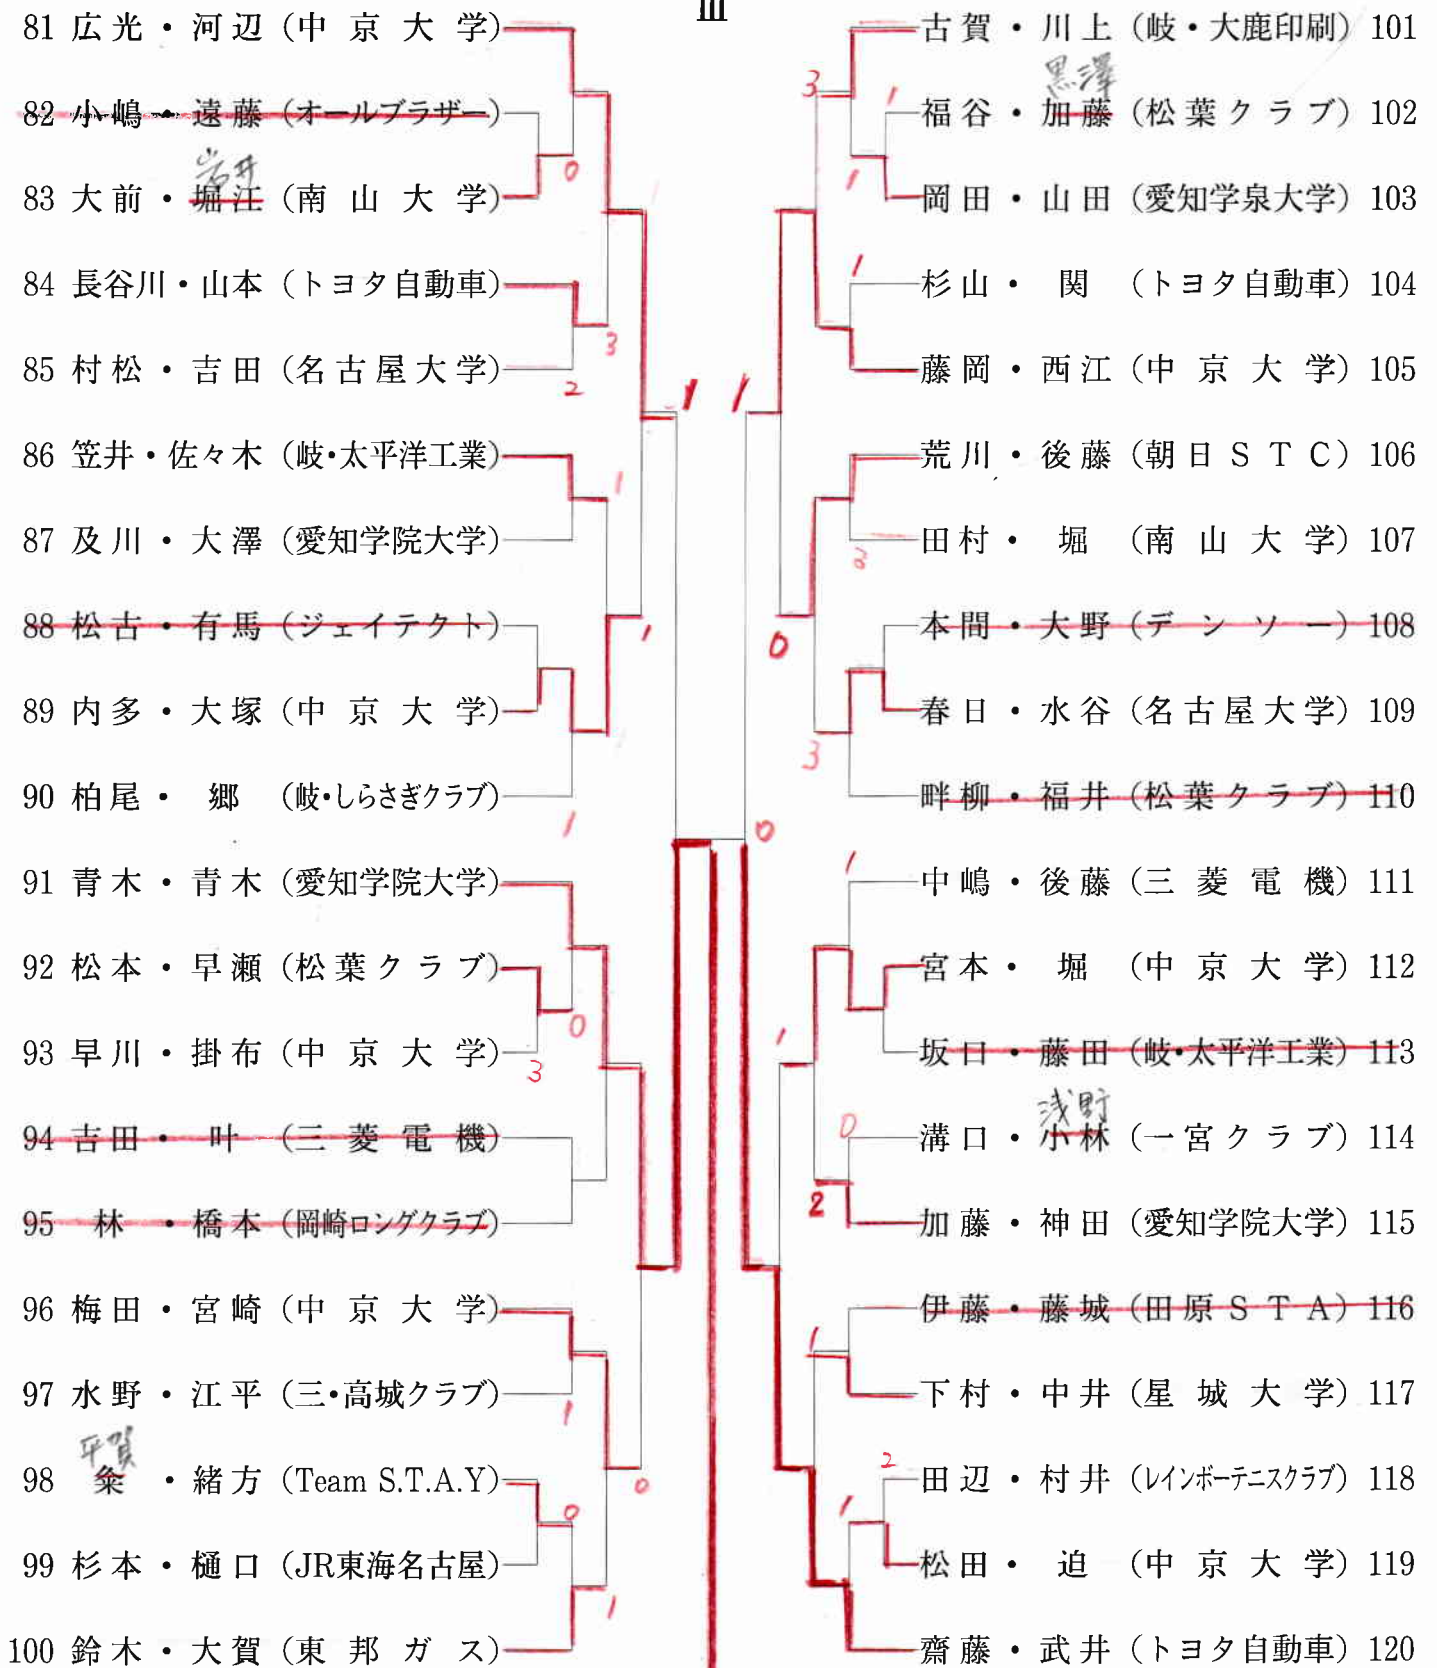 III
81 広光・河辺 (中京大学)
82 小嶋・遠藤 (オールブラザー)
0
岩井
83 大前・堀江 (南山大学)
84 長谷川・山本 (トヨタ自動車)
3
85 村松・吉田 (名古屋大学)
2
1
86 笠井・佐々木 (岐・太平洋工業)
1
87 及川・大澤 (愛知学院大学)
88 松古・有馬 (ジェイテクト)
1
89 内多・大塚 (中京大学)
90 柏尾・郷 (岐・しらさぎクラブ)
1
91 青木・青木 (愛知学院大学)
92 松本・早瀬 (松葉クラブ)
0
93 早川・掛布 (中京大学)
3
94 吉田・叶 (三菱電機)
95 林・橋本 (岡崎ロングクラブ)
96 梅田・宮崎 (中京大学)
97 水野・江平 (三・高城クラブ)
1
平賀
98 粂・緒方 (Team S.T.A.Y)
0
0
99 杉本・樋口 (JR東海名古屋)
1
100 鈴木・大賀 (東邦ガス)
古賀・川上 (岐・大鹿印刷) 101
黒澤
3
1
福谷・加藤 (松葉クラブ) 102
1
岡田・山田 (愛知学泉大学) 103
1
杉山・関 (トヨタ自動車) 104
藤岡・西江 (中京大学) 105
1
荒川・後藤 (朝日STC) 106
田村・堀 (南山大学) 107
2
本間・大野 (デンソー) 108
0
春日・水谷 (名古屋大学) 109
3
畔柳・福井 (松葉クラブ) 110
0
1
中嶋・後藤 (三菱電機) 111
宮本・堀 (中京大学) 112
1
坂口・藤田 (岐・太平洋工業) 113
浅野
0
溝口・小林 (一宮クラブ) 114
2
加藤・神田 (愛知学院大学) 115
伊藤・藤城 (田原STA) 116
1
下村・中井 (星城大学) 117
2
田辺・村井 (レインボーテニスクラブ) 118
1
松田・迫 (中京大学) 119
齋藤・武井 (トヨタ自動車) 120